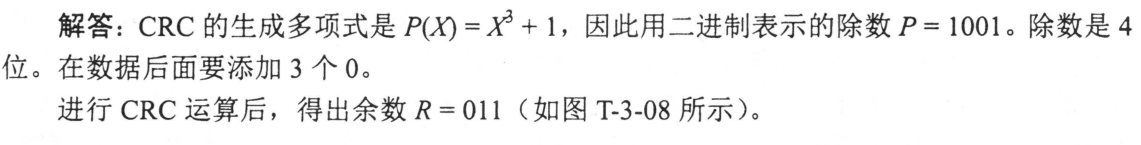 解答：CRC 的生成多项式是 P(X) = X³ + 1，因此用二进制表示的除数 P = 1001。除数是 4
位。在数据后面要添加 3 个 0。
进行 CRC 运算后，得出余数 R = 011（如图 T-3-08 所示）。